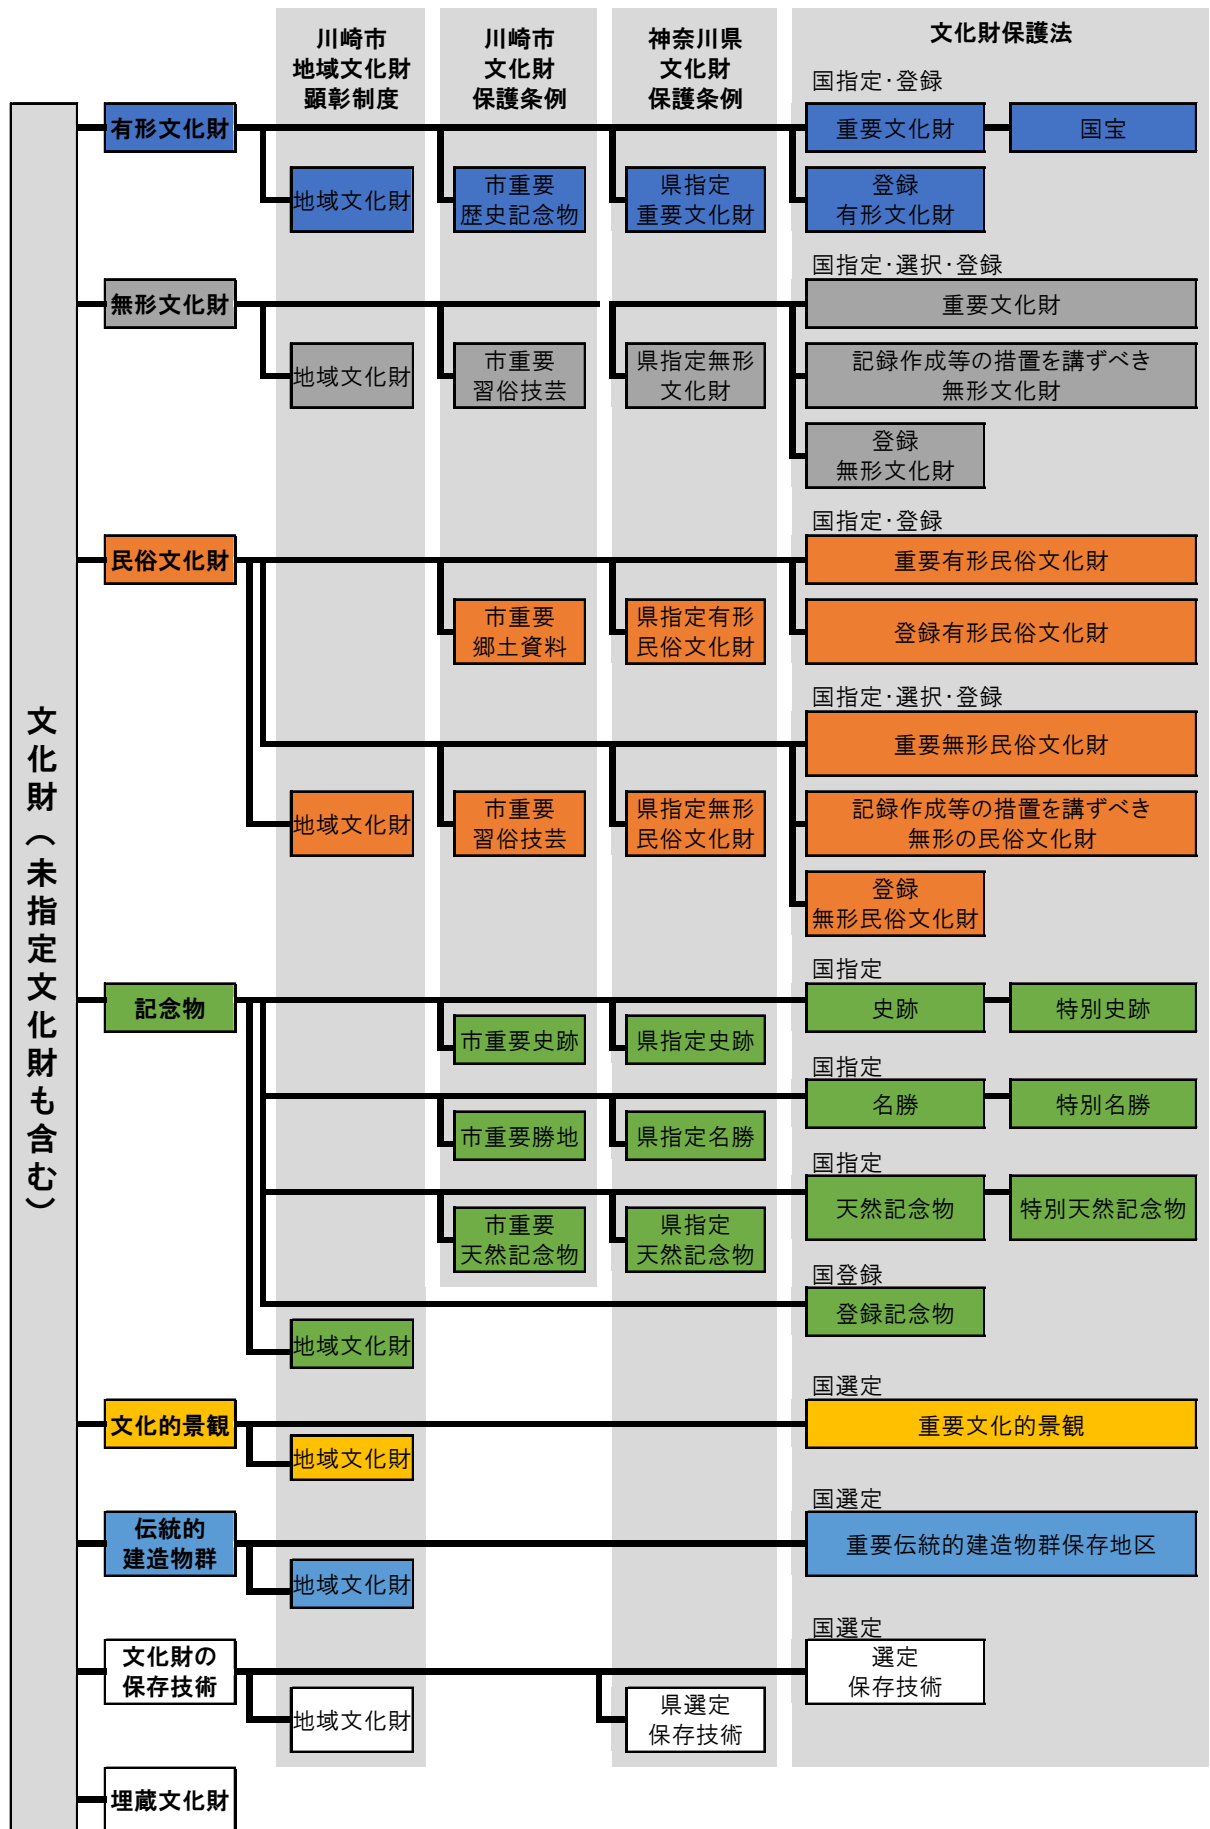 川崎市
地域文化財
顕彰制度
川崎市
文化財
保護条例
神奈川県
文化財
保護条例
文化財保護法
文化財（未指定文化財も含む）
国指定・登録
有形文化財
重要文化財
国宝
地域文化財
市重要
歴史記念物
県指定
重要文化財
登録
有形文化財
国指定・選択・登録
無形文化財
重要文化財
地域文化財
市重要
習俗技芸
県指定無形
文化財
記録作成等の措置を講ずべき
無形文化財
登録
無形文化財
国指定・登録
民俗文化財
重要有形民俗文化財
市重要
郷土資料
県指定有形
民俗文化財
登録有形民俗文化財
国指定・選択・登録
重要無形民俗文化財
地域文化財
市重要
習俗技芸
県指定無形
民俗文化財
記録作成等の措置を講ずべき
無形の民俗文化財
登録
無形民俗文化財
国指定
記念物
史跡
特別史跡
市重要史跡
県指定史跡
国指定
名勝
特別名勝
市重要勝地
県指定名勝
国指定
天然記念物
特別天然記念物
市重要
天然記念物
県指定
天然記念物
国登録
登録記念物
地域文化財
国選定
文化的景観
重要文化的景観
地域文化財
国選定
伝統的
建造物群
重要伝統的建造物群保存地区
地域文化財
国選定
文化財の
保存技術
選定
保存技術
地域文化財
県選定
保存技術
埋蔵文化財